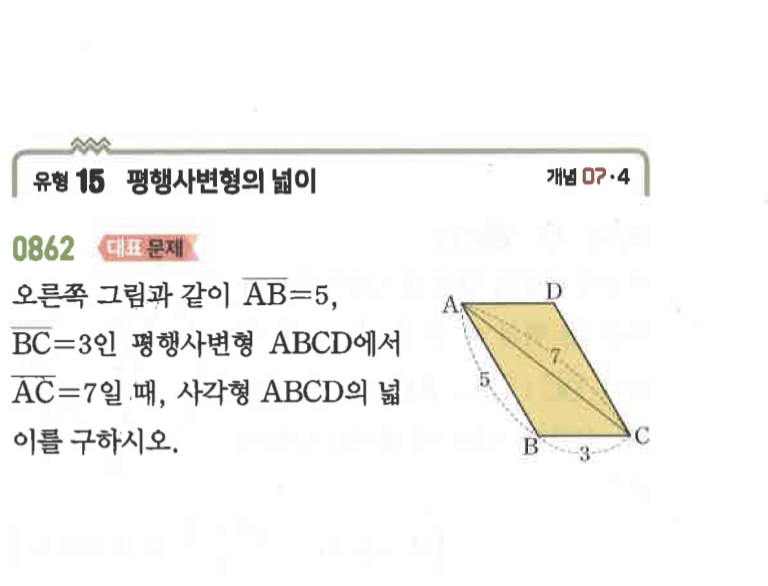 유형 15 평행사변형의 넓이
개념 07·4
0862 대표 문제
오른쪽 그림과 같이 AB=5,
BC=3인 평행사변형 ABCD에서
AC=7일 때, 사각형 ABCD의 넓
이를 구하시오.
A
D
7
5
B
3
C